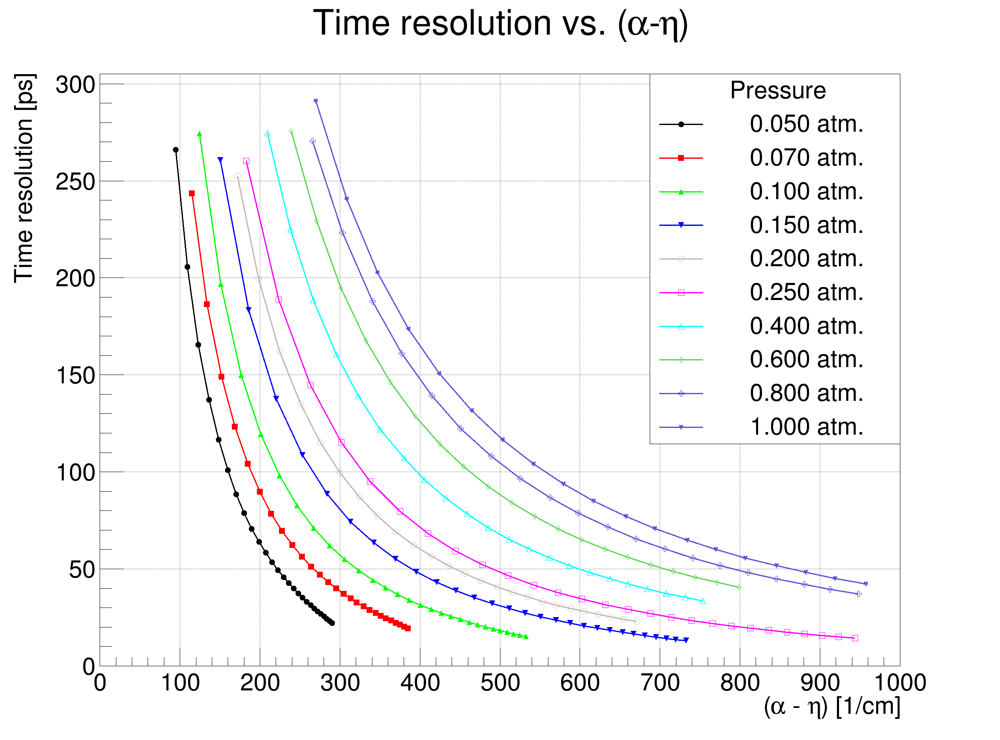 Time resolution vs. (α-η)
Time resolution [ps]
300
250
200
150
100
50
0
Pressure
0.050 atm.
0.070 atm.
0.100 atm.
0.150 atm.
0.200 atm.
0.250 atm.
0.400 atm.
0.600 atm.
0.800 atm.
1.000 atm.
0 100 200 300 400 500 600 700 800 900 1000
(α - η) [1/cm]